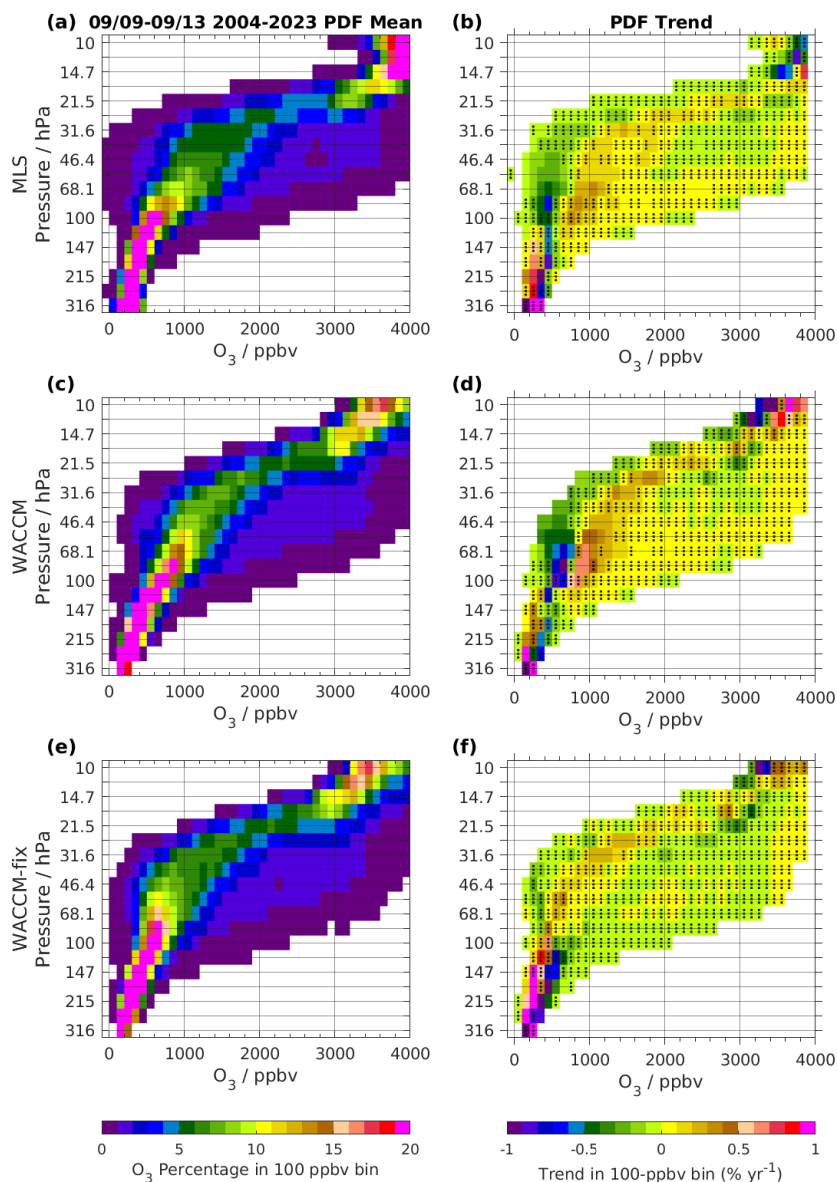 (a) 09/09-09/13 2004-2023 PDF Mean
(b) PDF Trend
10
14.7
21.5
31.6
46.4
68.1
100
147
215
316
MLS
Pressure / hPa
0 1000 2000 3000 4000
O3 / ppbv
10
14.7
21.5
31.6
46.4
68.1
100
147
215
316
0 1000 2000 3000 4000
O3 / ppbv
(c)
(d)
10
14.7
21.5
31.6
46.4
68.1
100
147
215
316
WACCM
Pressure / hPa
0 1000 2000 3000 4000
O3 / ppbv
10
14.7
21.5
31.6
46.4
68.1
100
147
215
316
0 1000 2000 3000 4000
O3 / ppbv
(e)
(f)
10
14.7
21.5
31.6
46.4
68.1
100
147
215
316
WACCM-fix
Pressure / hPa
0 1000 2000 3000 4000
O3 / ppbv
10
14.7
21.5
31.6
46.4
68.1
100
147
215
316
0 1000 2000 3000 4000
O3 / ppbv
0 5 10 15 20
O3 Percentage in 100 ppbv bin
-1 -0.5 0 0.5 1
Trend in 100-ppbv bin (% yr-1)